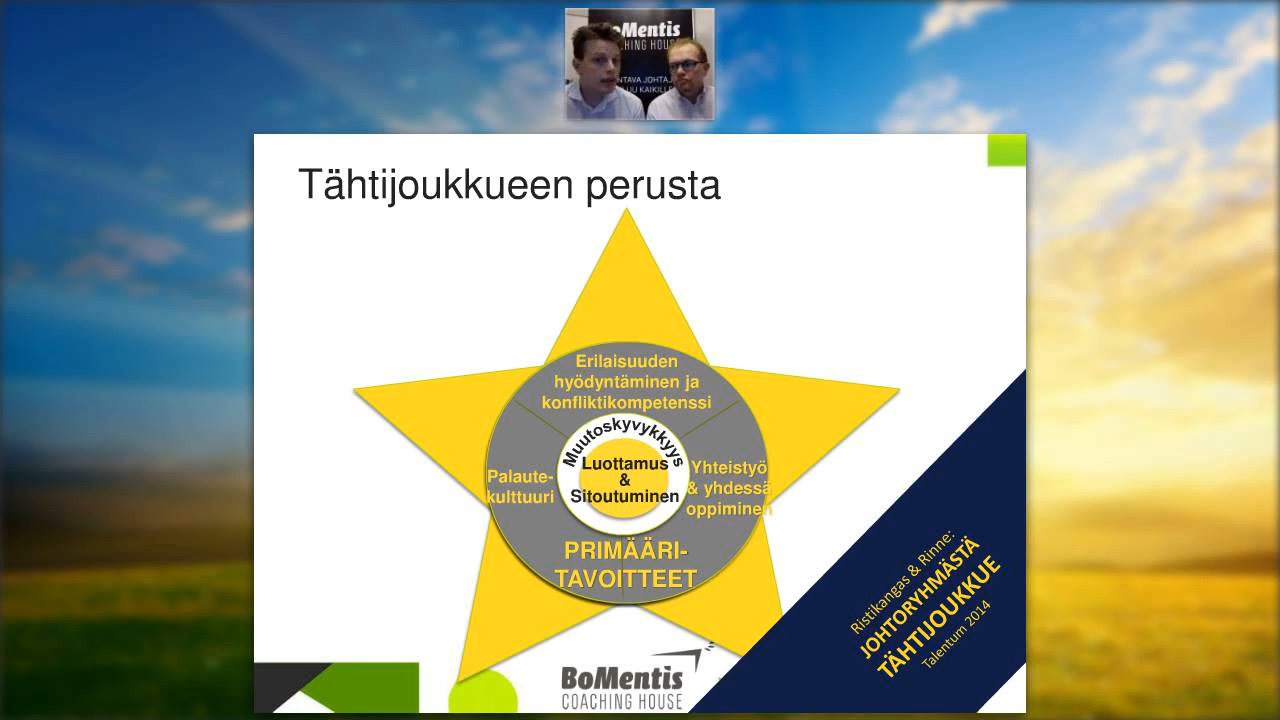 BoMentis
COACHING HOUSE
Tähtijoukkueen perusta
Erilaisuuden
hyödyntäminen ja
konfliktikompetenssi
Muutoskyvykkyys
Luottamus
&
Sitoutuminen
Palaute-
kulttuuri
Yhteistyö
& yhdessä
oppiminen
PRIMÄÄRI-
TAVOITTEET
Ristikangas & Rinne:
JOHTORYHMÄSTÄ
TÄHTIJOUKKUE
Talentum 2014
BoMentis
COACHING HOUSE